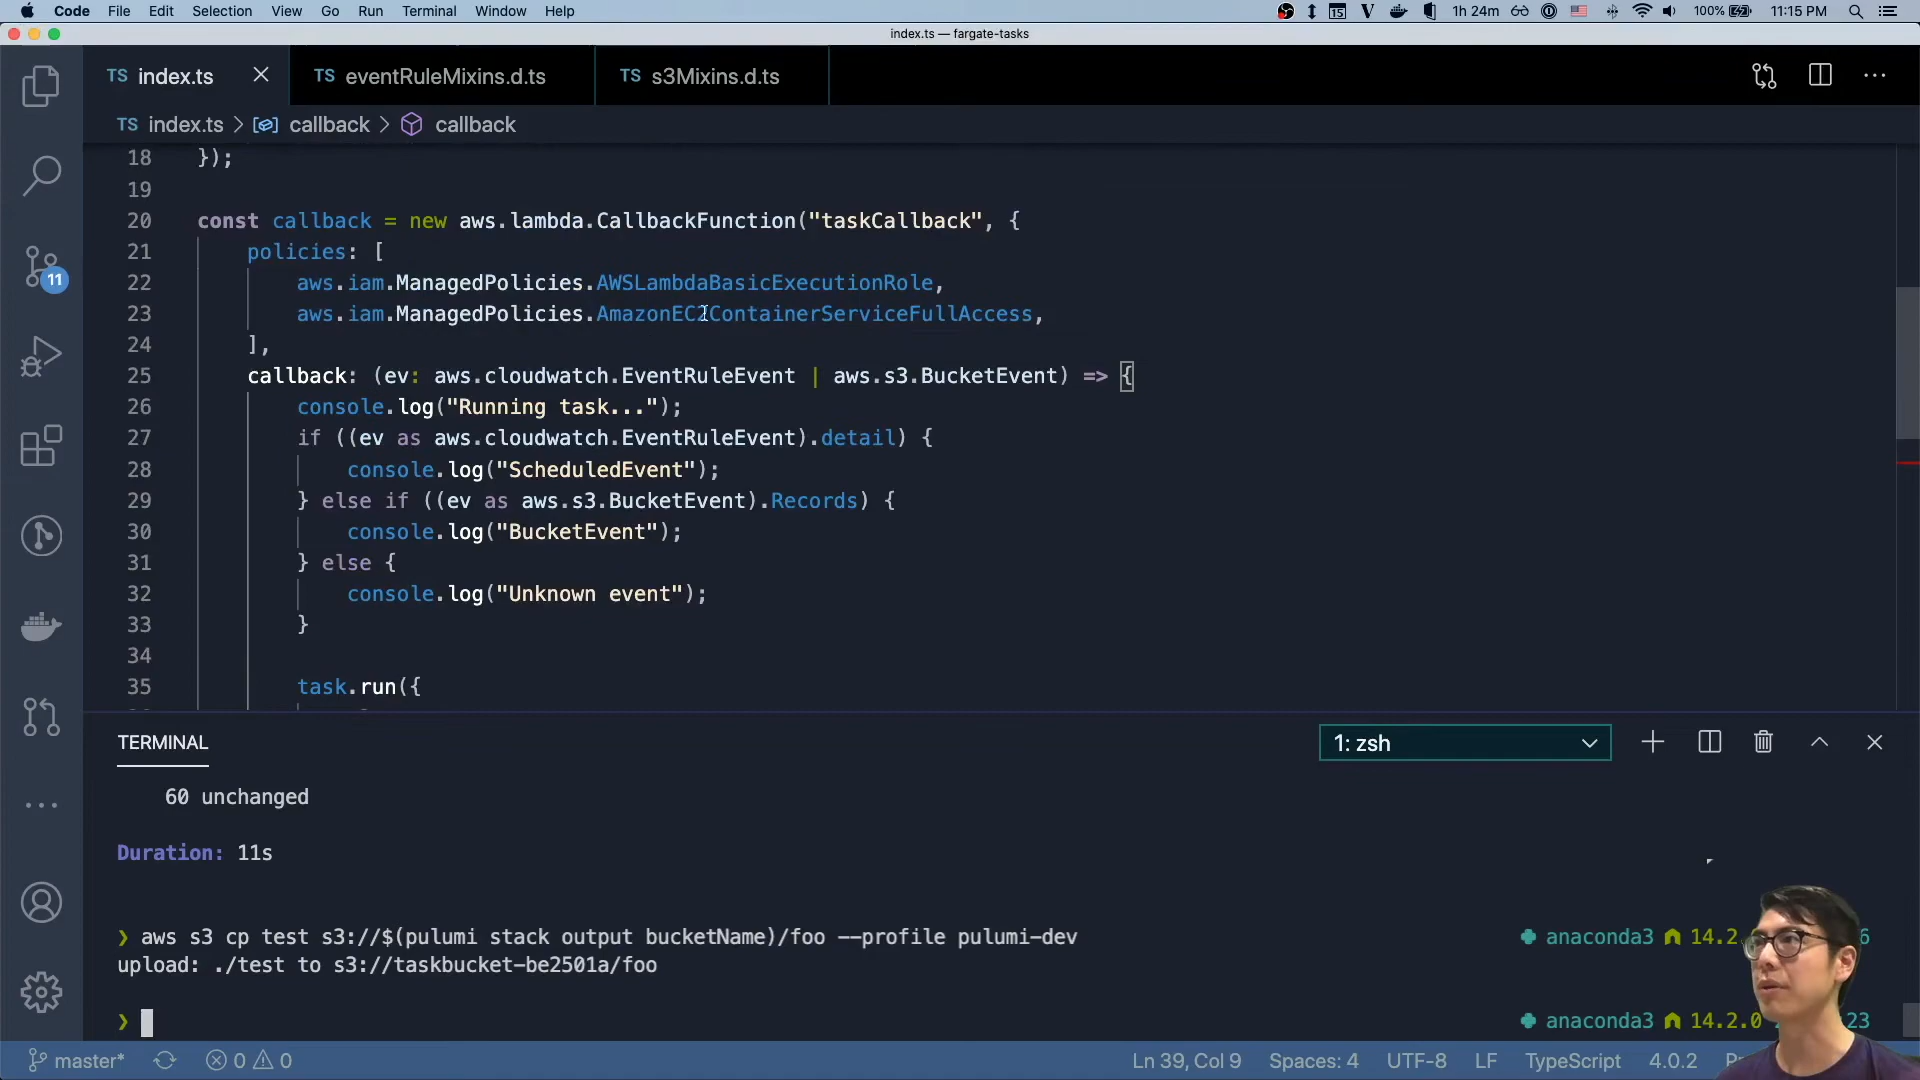 Code File Edit Selection View Go Run Terminal Window Help 15 1h 24m 100% 11:15 PM
index.ts — fargate-tasks
TS index.ts TS eventRuleMixins.d.ts TS s3Mixins.d.ts
TS index.ts > callback > callback
18 });
19
20 const callback = new aws.lambda.CallbackFunction("taskCallback", {
21 policies: [
22 aws.iam.ManagedPolicies.AWSLambdaBasicExecutionRole,
23 aws.iam.ManagedPolicies.AmazonEC2ContainerServiceFullAccess,
24 ],
25 callback: (ev: aws.cloudwatch.EventRuleEvent | aws.s3.BucketEvent) => {
26 console.log("Running task...");
27 if ((ev as aws.cloudwatch.EventRuleEvent).detail) {
28 console.log("ScheduledEvent");
29 } else if ((ev as aws.s3.BucketEvent).Records) {
30 console.log("BucketEvent");
31 } else {
32 console.log("Unknown event");
33 }
34
35 task.run({
11
TERMINAL 1: zsh
60 unchanged
Duration: 11s
❯ aws s3 cp test s3://$(pulumi stack output bucketName)/foo --profile pulumi-dev anaconda3 14.2. 6
upload: ./test to s3://taskbucket-be2501a/foo
❯ anaconda3 14.2.0 23
master* 0 0 Ln 39, Col 9 Spaces: 4 UTF-8 LF TypeScript 4.0.2